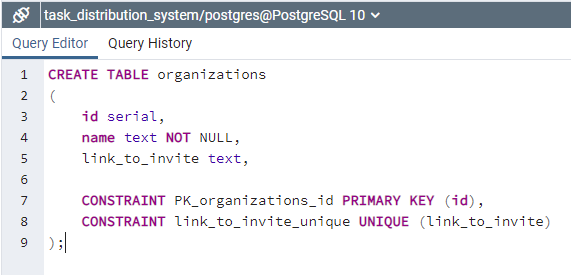 task_distribution_system/postgres@PostgreSQL 10
Query Editor Query History
1 CREATE TABLE organizations
2 (
3 id serial,
4 name text NOT NULL,
5 link_to_invite text,
6
7 CONSTRAINT PK_organizations_id PRIMARY KEY (id),
8 CONSTRAINT link_to_invite_unique UNIQUE (link_to_invite)
9 );